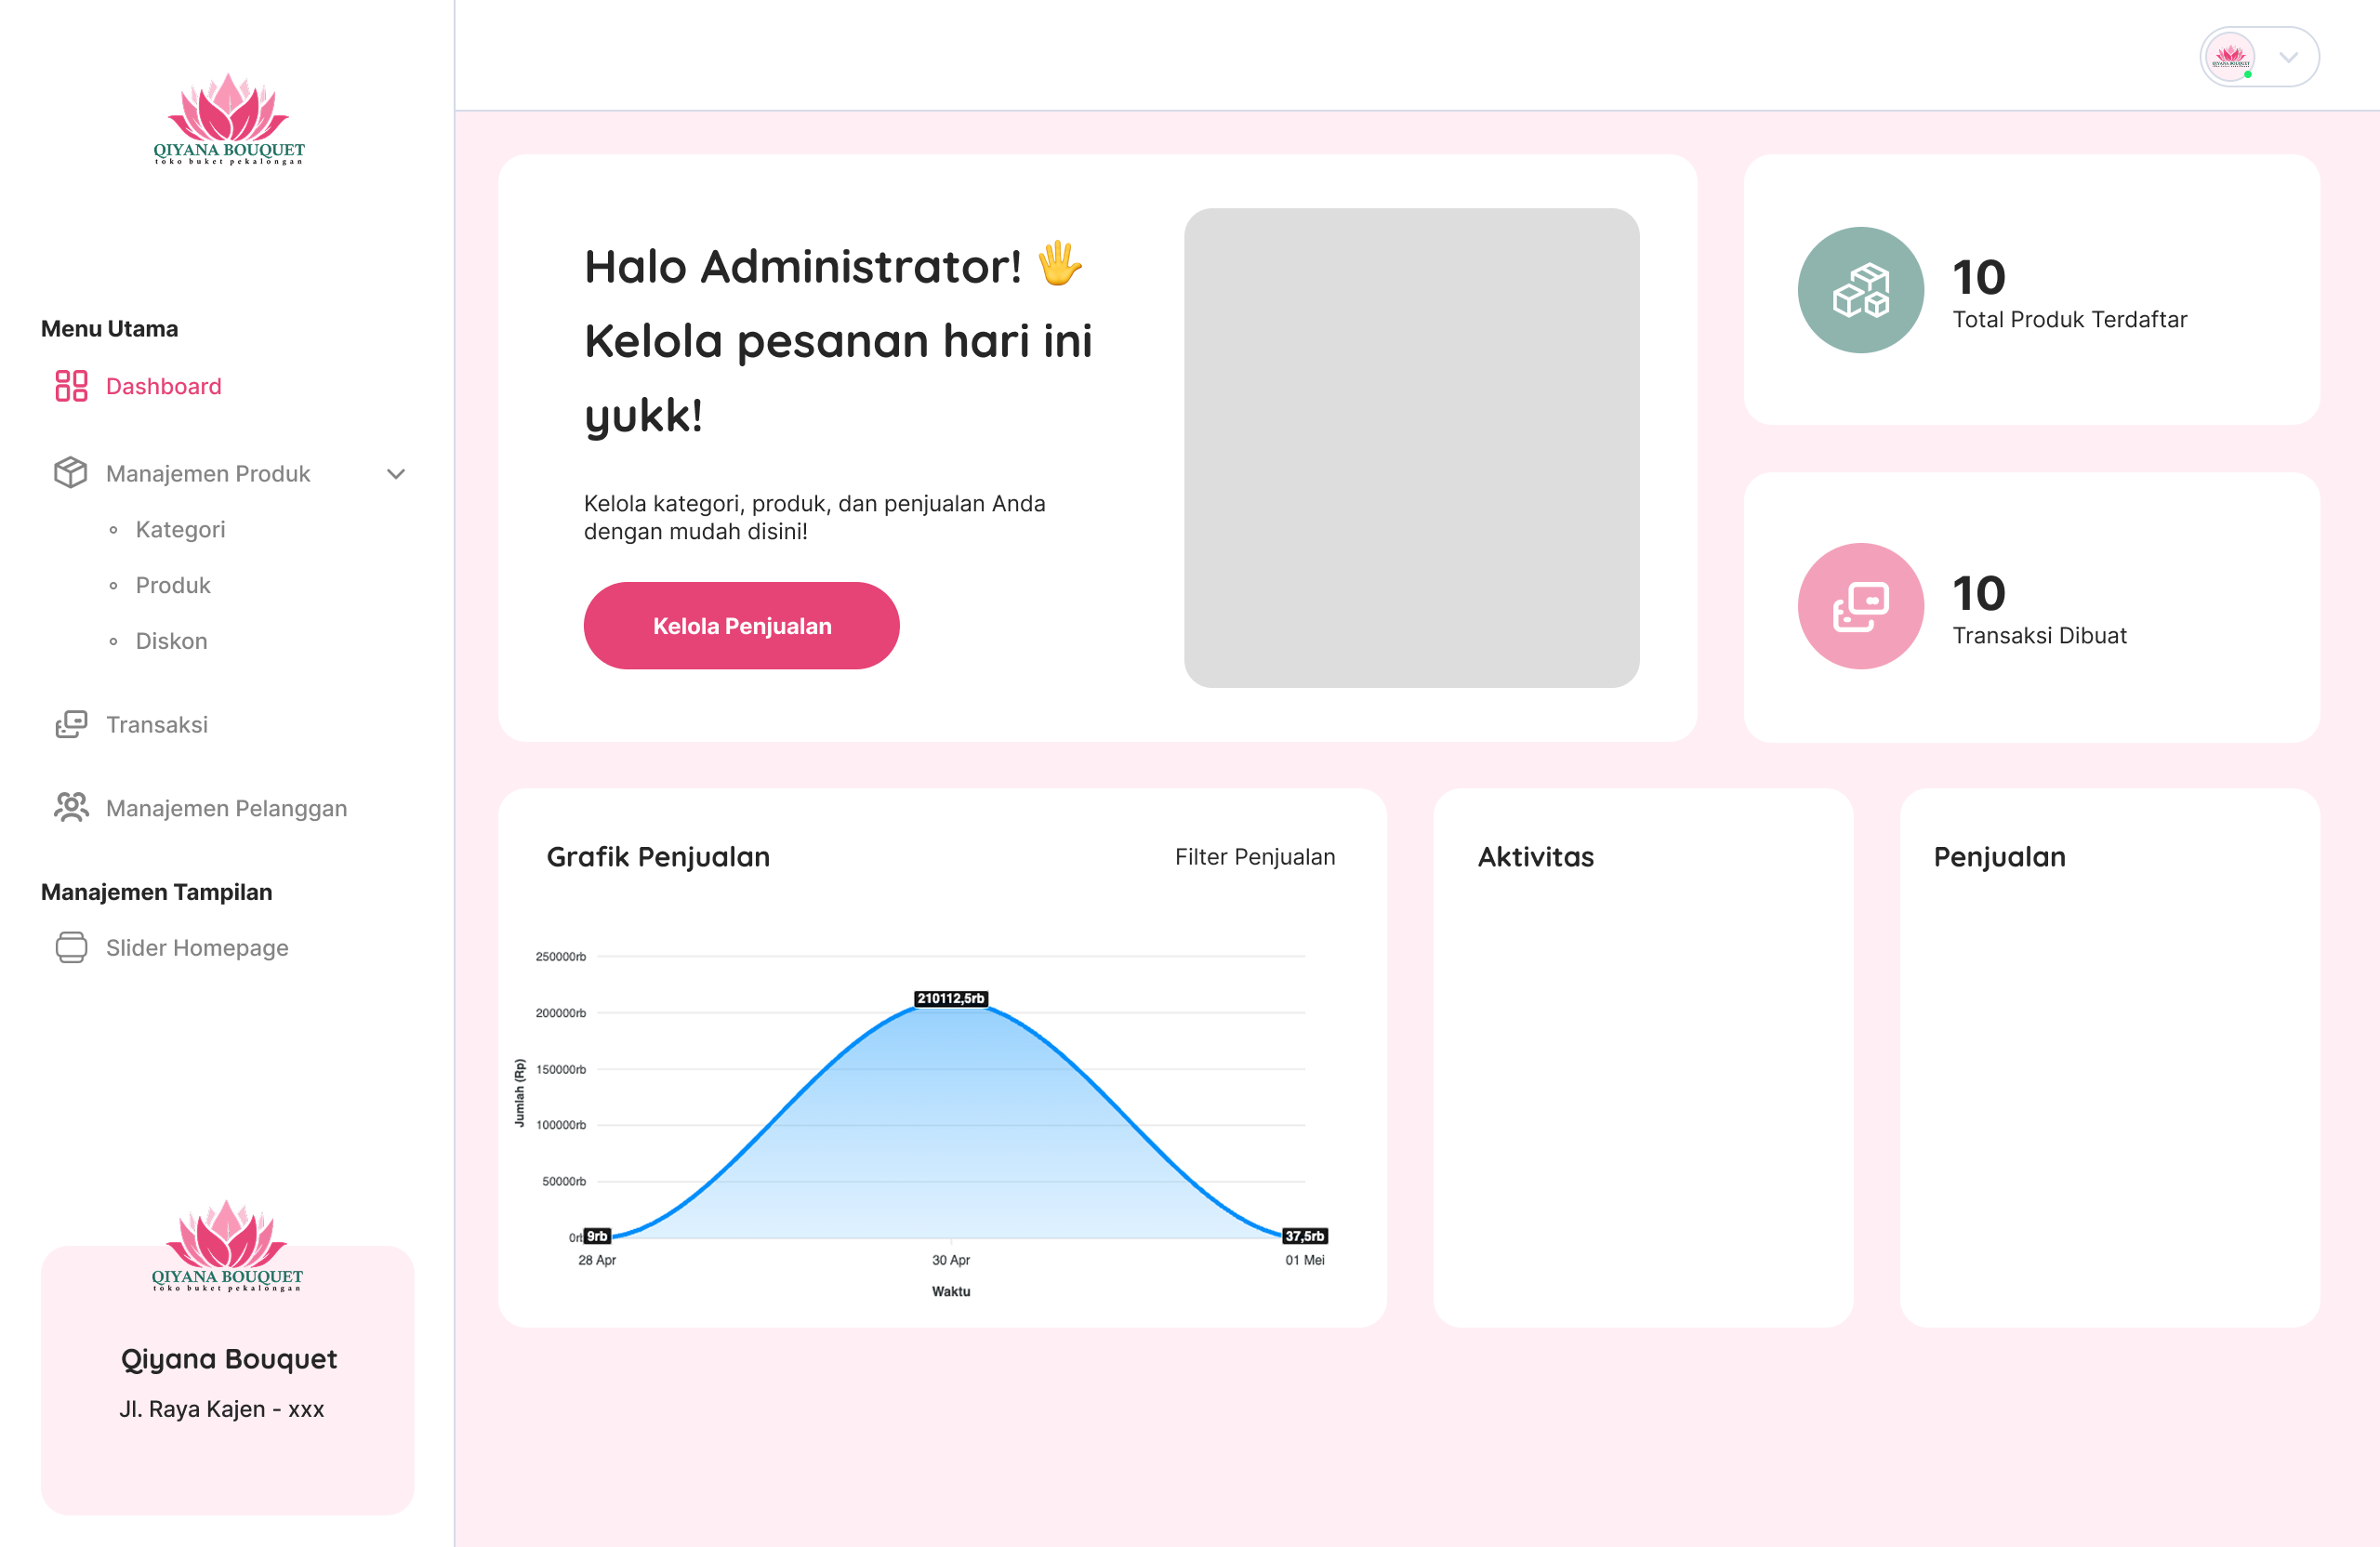 QIYANA BOUQUET
toko buket pekalongan
Menu Utama
Dashboard
Manajemen Produk
Kategori
Produk
Diskon
Transaksi
Manajemen Pelanggan
Manajemen Tampilan
Slider Homepage
QIYANA BOUQUET
toko buket pekalongan
Qiyana Bouquet
Jl. Raya Kajen - xxx
QIYANA BOUQUET
Halo Administrator! 🖐
Kelola pesanan hari ini
yukk!
Kelola kategori, produk, dan penjualan Anda
dengan mudah disini!
Kelola Penjualan
10
Total Produk Terdaftar
10
Transaksi Dibuat
Grafik Penjualan
Filter Penjualan
250000rb
200000rb
150000rb
100000rb
50000rb
0rb
Jumlah (Rp)
9rb
210112,5rb
37,5rb
28 Apr
30 Apr
01 Mei
Waktu
Aktivitas
Penjualan